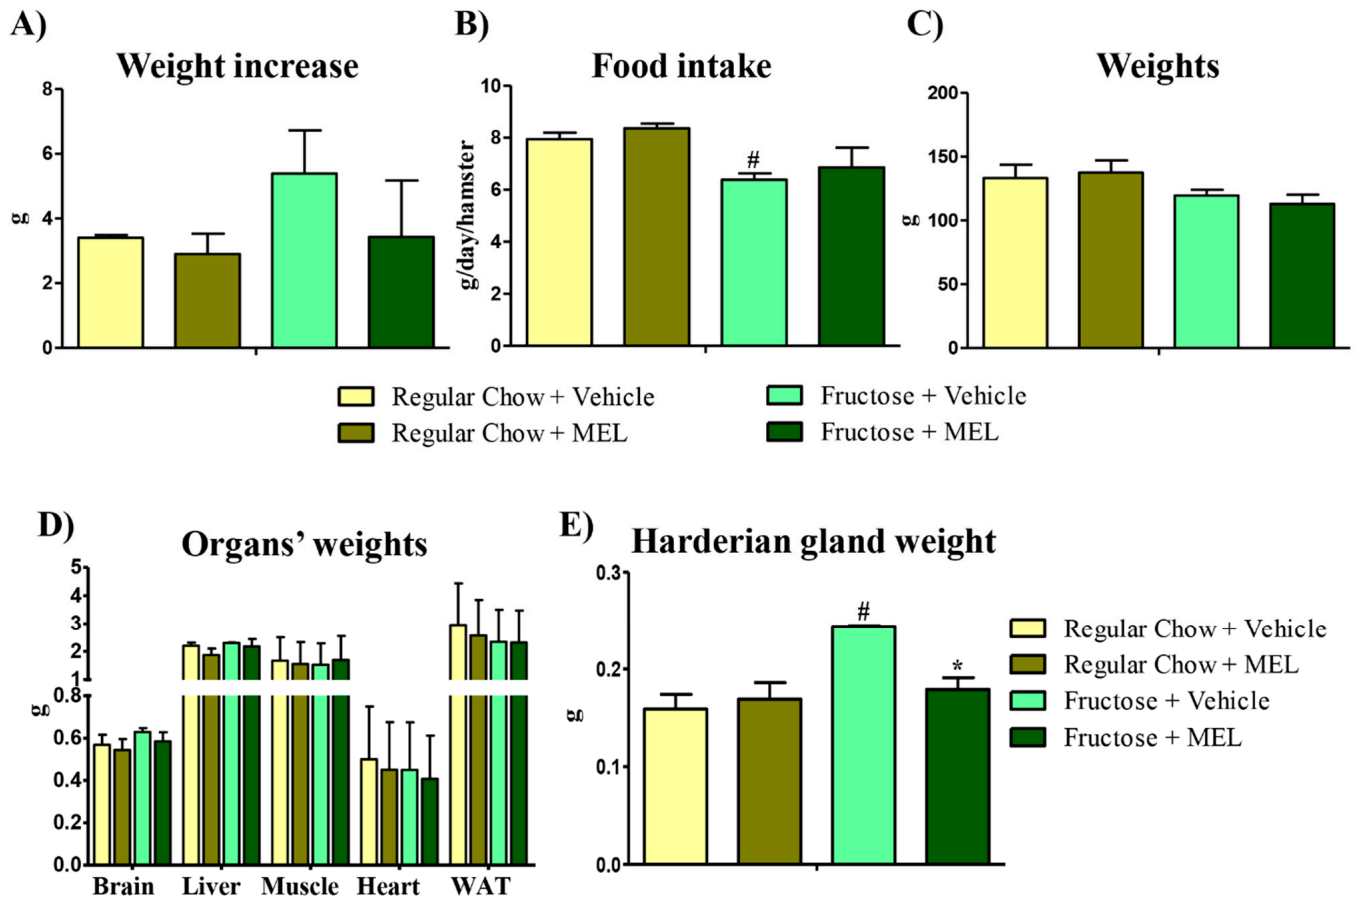 A)
Weight increase
8
6
4
2
0
g
B)
Food intake
10
8
6
4
2
0
g/day/hamster
#
C)
Weights
200
150
100
50
0
g
Regular Chow + Vehicle
Regular Chow + MEL
Fructose + Vehicle
Fructose + MEL
D)
Organs’ weights
5
4
3
2
1
0.8
0.6
0.4
0.2
0.0
g
Brain Liver Muscle Heart WAT
E)
Harderian gland weight
0.3
0.2
0.1
0.0
g
#
*
Regular Chow + Vehicle
Regular Chow + MEL
Fructose + Vehicle
Fructose + MEL